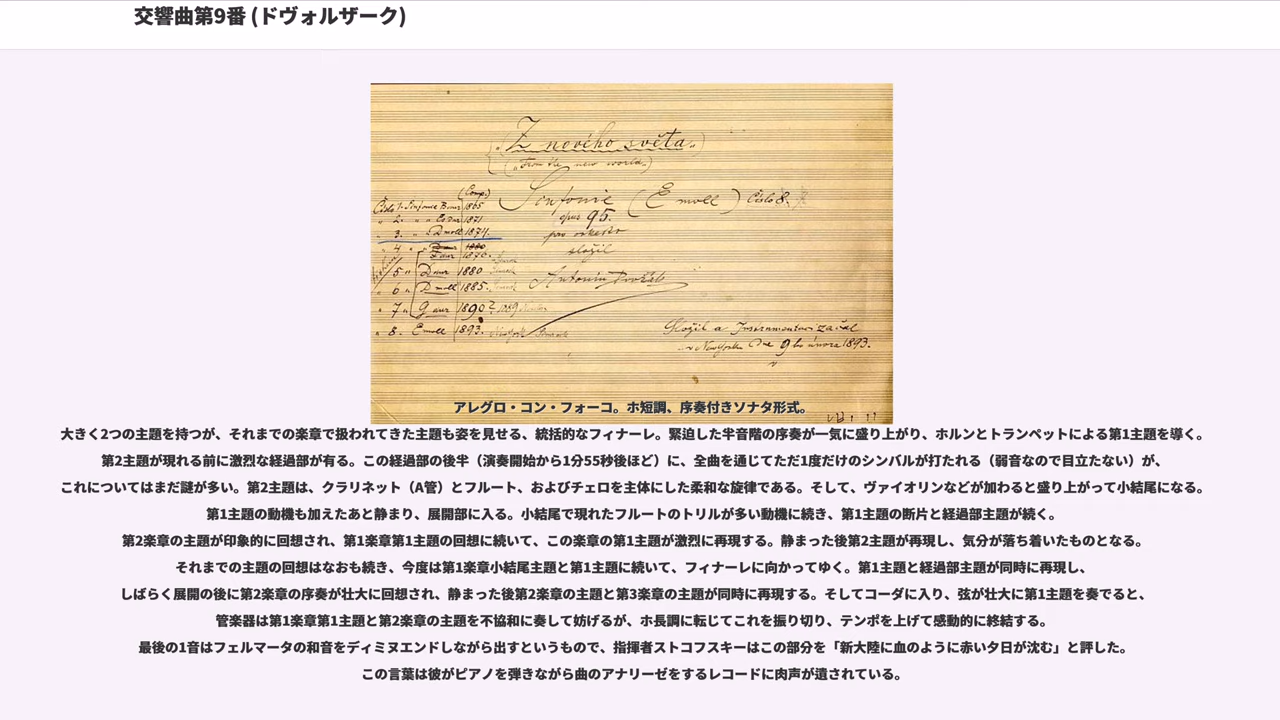 交響曲第9番 (ドヴォルザーク)
Z nového světa.
("From the new world")
Sinfonie (E moll) Číslo 8.
opus 95.
pro orkestr
složil
Antonín Dvořák
(Comp.)
Číslo 1. Sinfonie B dur 1865
" 2. " " Es dur 1871
" 3. " " D moll 1874.
" 4 "
5 " D dur 1880
" 6 " D moll 1885.
" 7 " G dur 1890?
" 8. E moll 1893.
Složil a
1893.
アレグロ・コン・フォーコ。ホ短調、序奏付きソナタ形式。
大きく2つの主題を持つが、それまでの楽章で扱われてきた主題も姿を見せる、統括的なフィナーレ。緊迫した半音階の序奏が一気に盛り上がり、ホルンとトランペットによる第1主題を導く。
第2主題が現れる前に激烈な経過部が有る。この経過部の後半（演奏開始から1分55秒後ほど）に、全曲を通じてただ1度だけのシンバルが打たれる（弱音なので目立たない）が、
これについてはまだ謎が多い。第2主題は、クラリネット（A管）とフルート、およびチェロを主体にした柔和な旋律である。そして、ヴァイオリンなどが加わると盛り上がって小結尾になる。
第1主題の動機も加えたあと静まり、展開部に入る。小結尾で現れたフルートのトリルが多い動機に続き、第1主題の断片と経過部主題が続く。
第2楽章の主題が印象的に回想され、第1楽章第1主題の回想に続いて、この楽章の第1主題が激烈に再現する。静まった後第2主題が再現し、気分が落ち着いたものとなる。
それまでの主題の回想はなおも続き、今度は第1楽章小結尾主題と第1主題に続いて、フィナーレに向かってゆく。第1主題と経過部主題が同時に再現し、
しばらく展開の後に第2楽章の序奏が壮大に回想され、静まった後第2楽章の主題と第3楽章の主題が同時に再現する。そしてコーダに入り、弦が壮大に第1主題を奏でると、
管楽器は第1楽章第1主題と第2楽章の主題を不協和に奏して妨げるが、ホ長調に転じてこれを振り切り、テンポを上げて感動的に終結する。
最後の1音はフェルマータの和音をディミヌエンドしながら出すというもので、指揮者ストコフスキーはこの部分を「新大陸に血のように赤い夕日が沈む」と評した。
この言葉は彼がピアノを弾きながら曲のアナリーゼをするレコードに肉声が遺されている。